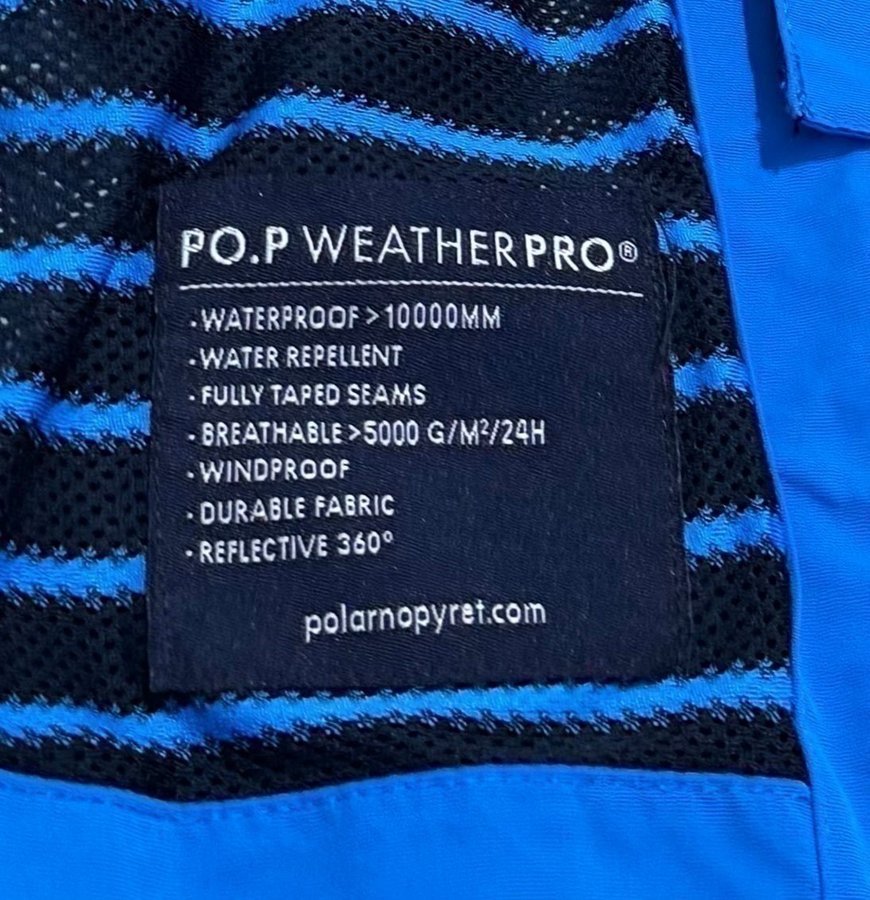 PO.P WEATHERPRO®
· WATERPROOF > 10000MM
· WATER REPELLENT
· FULLY TAPED SEAMS
· BREATHABLE >5000 G/M²/24H
· WINDPROOF
· DURABLE FABRIC
· REFLECTIVE 360°
polarnopyret.com